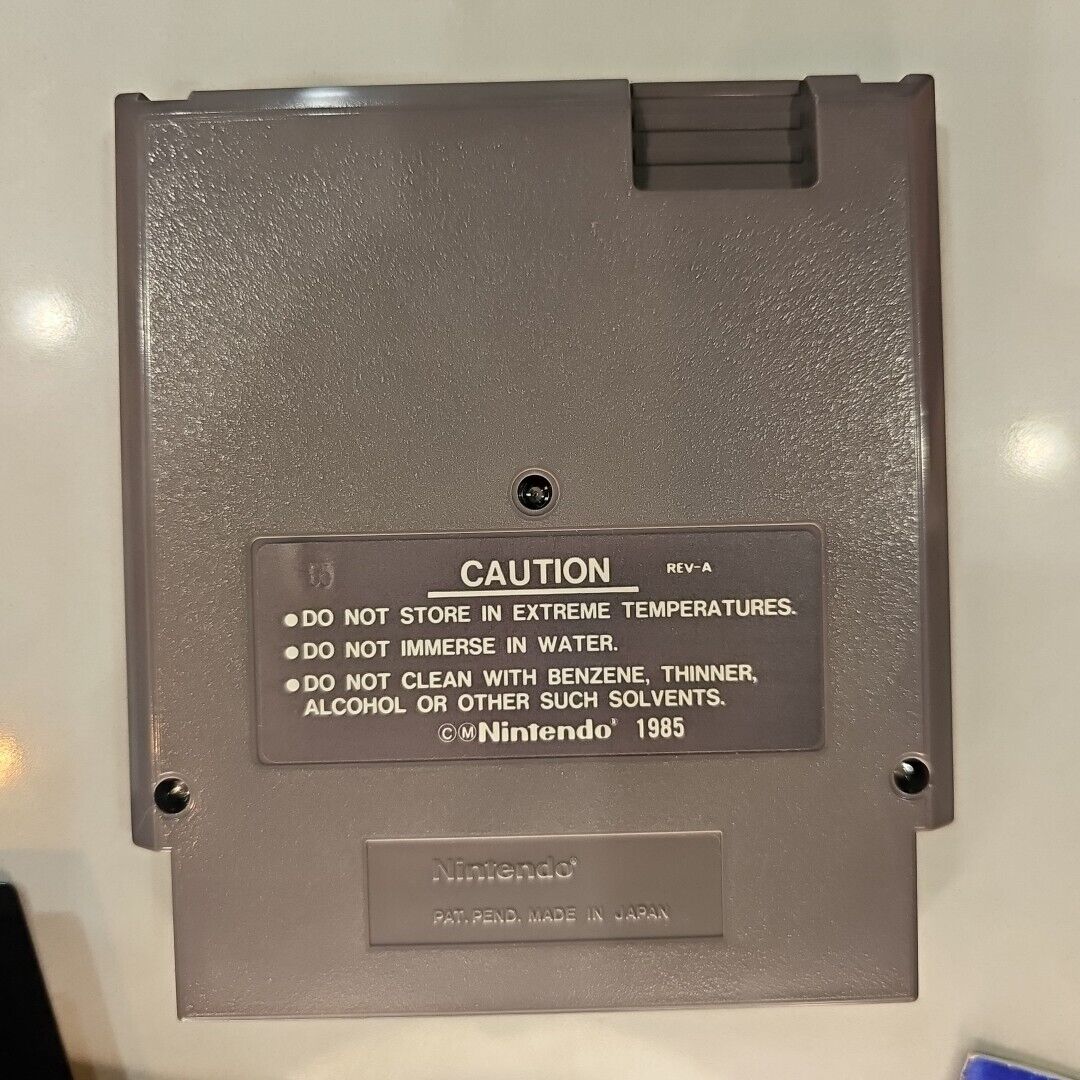 CAUTION REV-A
●DO NOT STORE IN EXTREME TEMPERATURES.
●DO NOT IMMERSE IN WATER.
●DO NOT CLEAN WITH BENZENE, THINNER,
ALCOHOL OR OTHER SUCH SOLVENTS.
ⒸⓂNintendo® 1985
Nintendo®
PAT. PEND. MADE IN JAPAN